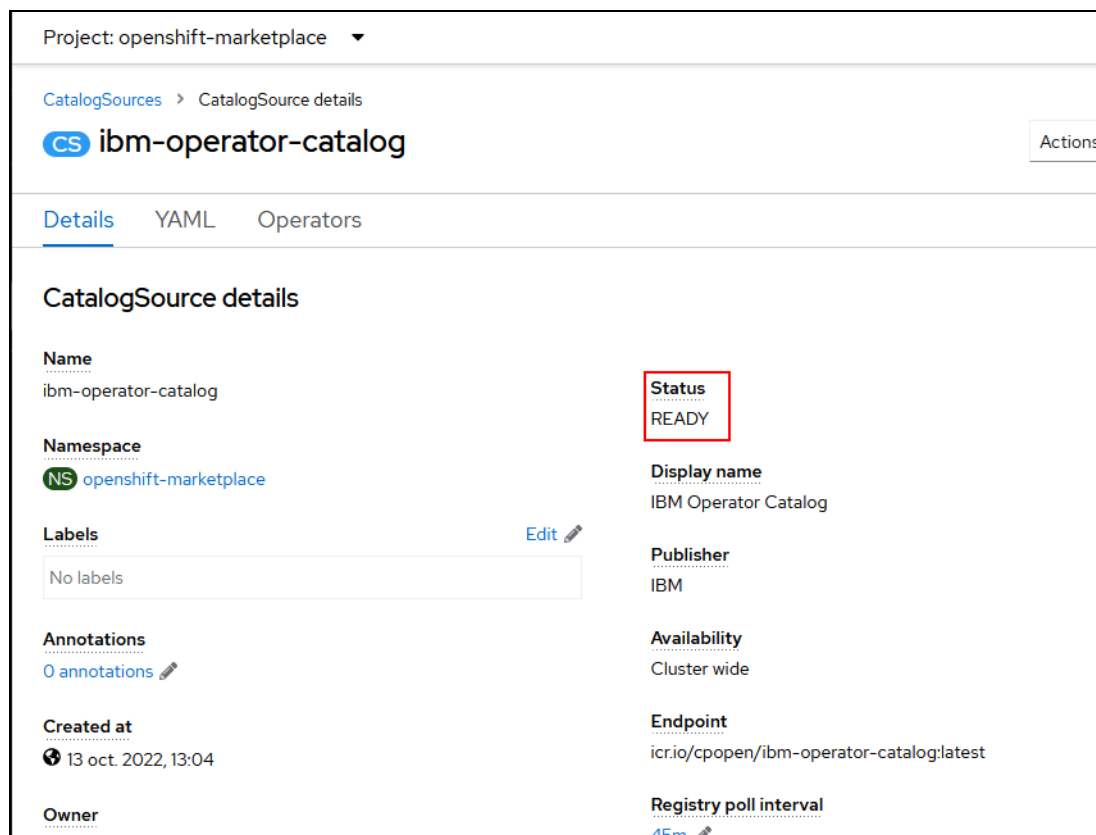 Project: openshift-marketplace
CatalogSources > CatalogSource details
CS ibm-operator-catalog
Actions
Details YAML Operators
CatalogSource details
Name
ibm-operator-catalog
Namespace
NS openshift-marketplace
Labels
Edit
No labels
Annotations
0 annotations
Created at
13 oct. 2022, 13:04
Owner
Status
READY
Display name
IBM Operator Catalog
Publisher
IBM
Availability
Cluster wide
Endpoint
icr.io/cpopen/ibm-operator-catalog:latest
Registry poll interval
45m